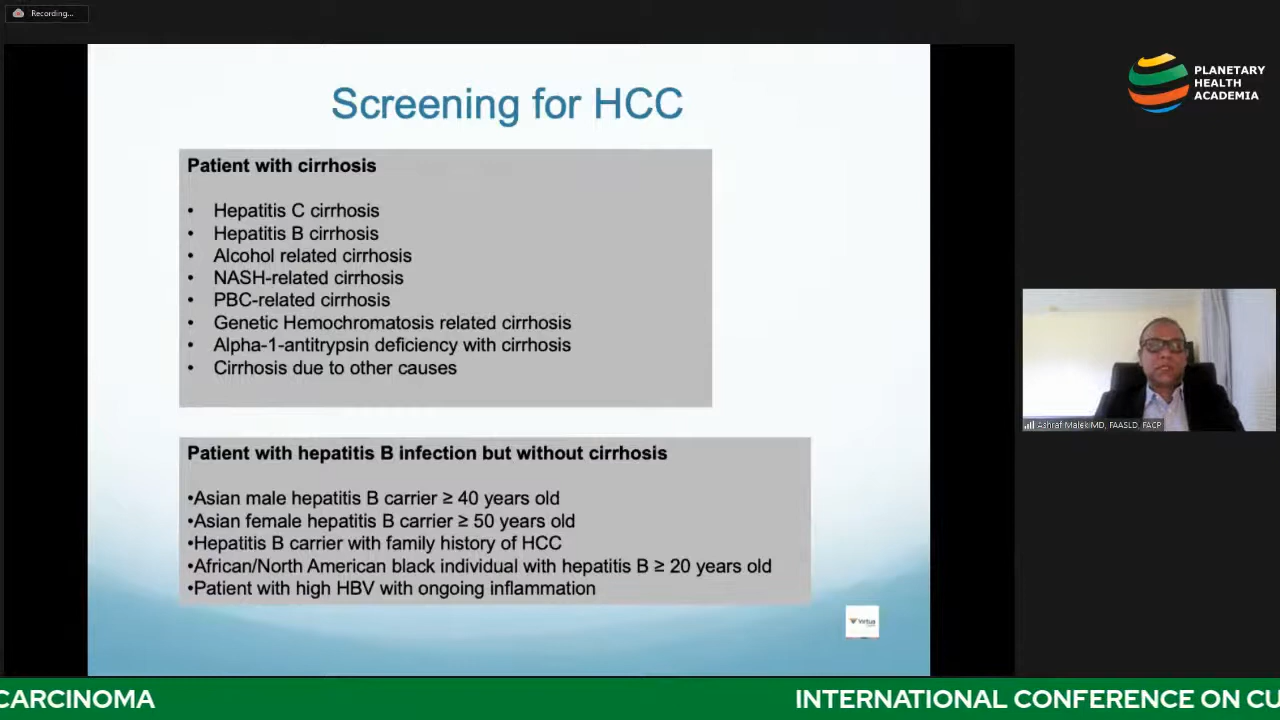 Recording...
PLANETARY
HEALTH
ACADEMIA
Screening for HCC
Patient with cirrhosis
• Hepatitis C cirrhosis
• Hepatitis B cirrhosis
• Alcohol related cirrhosis
• NASH-related cirrhosis
• PBC-related cirrhosis
• Genetic Hemochromatosis related cirrhosis
• Alpha-1-antitrypsin deficiency with cirrhosis
• Cirrhosis due to other causes
Patient with hepatitis B infection but without cirrhosis
•Asian male hepatitis B carrier ≥ 40 years old
•Asian female hepatitis B carrier ≥ 50 years old
•Hepatitis B carrier with family history of HCC
•African/North American black individual with hepatitis B ≥ 20 years old
•Patient with high HBV with ongoing inflammation
Virtua
Ashraf Malek MD, FAASLD, FACP
CARCINOMA
INTERNATIONAL CONFERENCE ON CU